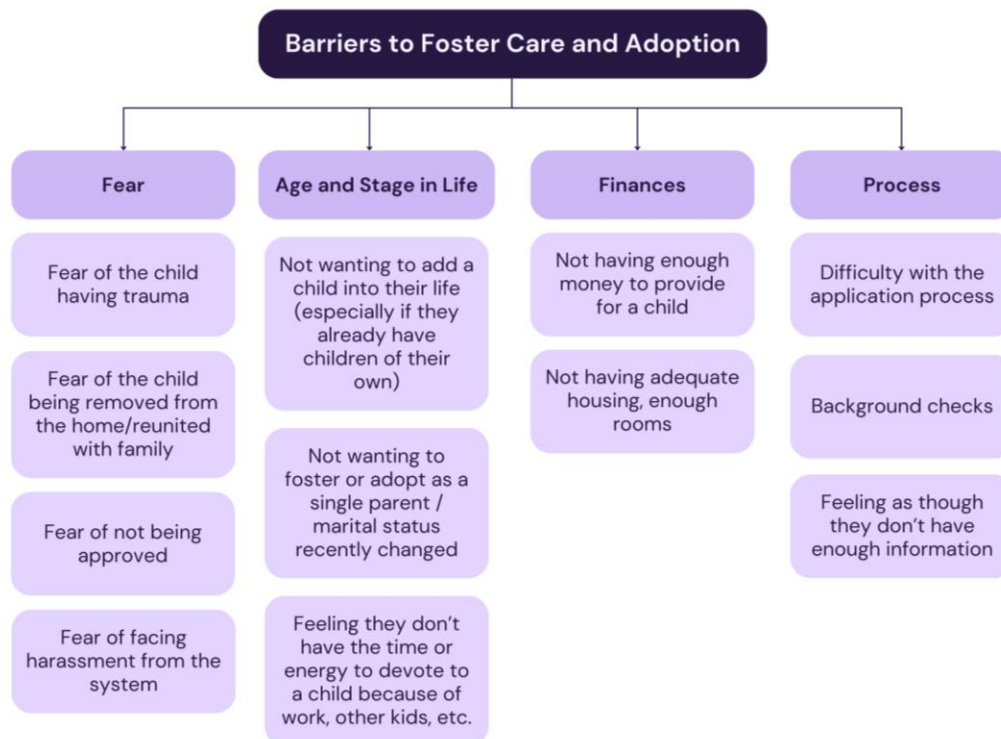 Barriers to Foster Care and Adoption
Fear
Fear of the child
having trauma
Fear of the child
being removed from
the home/reunited
with family
Fear of not being
approved
Fear of facing
harassment from the
system
Age and Stage in Life
Not wanting to add a
child into their life
(especially if they
already have
children of their
own)
Not wanting to
foster or adopt as a
single parent /
marital status
recently changed
Feeling they don’t
have the time or
energy to devote to
a child because of
work, other kids, etc.
Finances
Not having enough
money to provide
for a child
Not having adequate
housing, enough
rooms
Process
Difficulty with the
application process
Background checks
Feeling as though
they don’t have
enough information